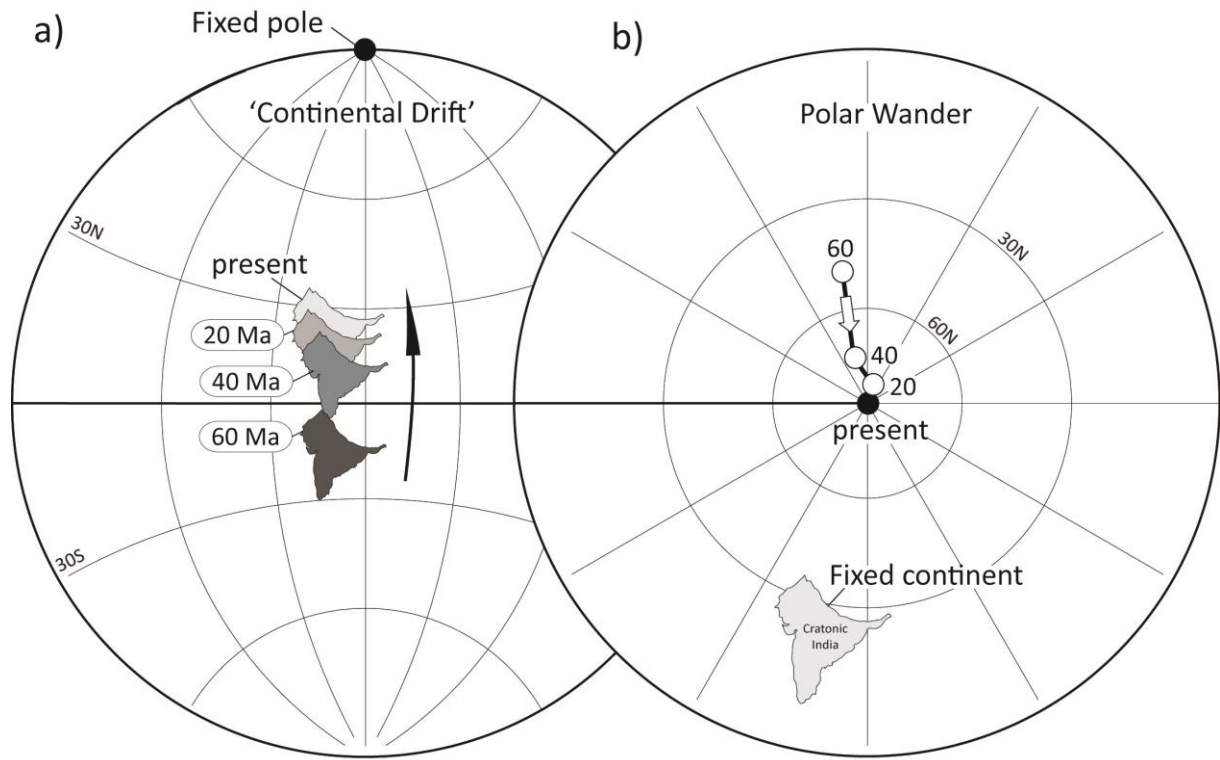 a)
Fixed pole
'Continental Drift'
30N
present
20 Ma
40 Ma
60 Ma
30S
b)
Polar Wander
60
30N
60N
40
20
present
Fixed continent
Cratonic
India